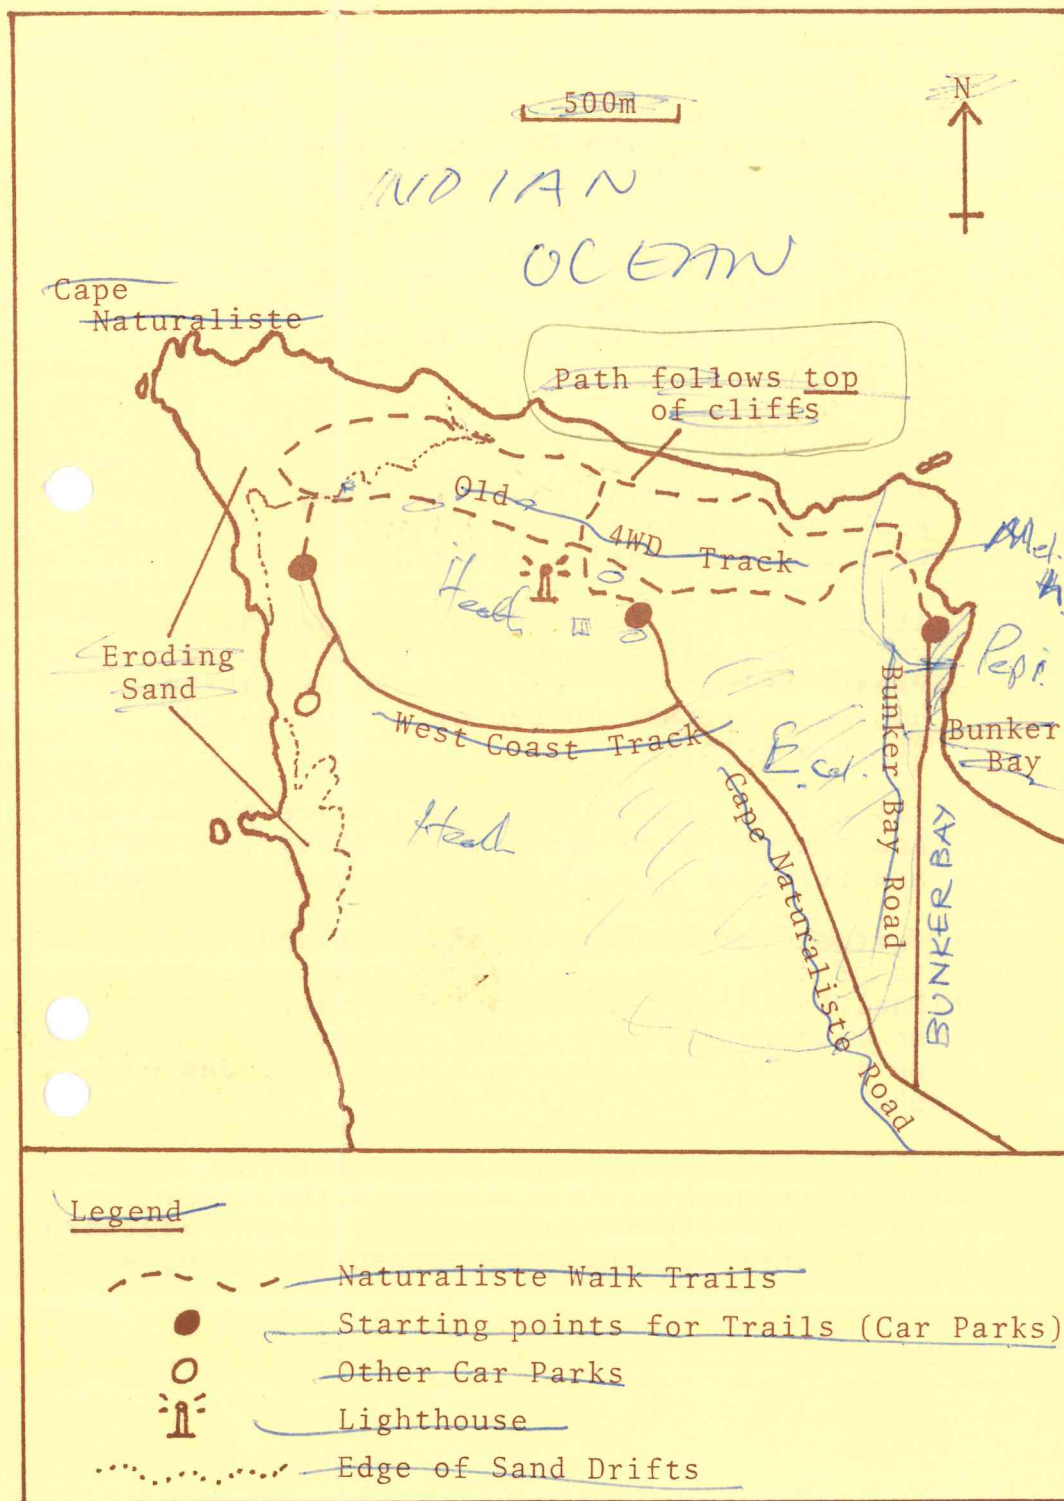 500m
N
INDIAN
OCEAN
Cape
Naturaliste
Path follows top
of cliffs
Old 4WD Track
Heath
Eroding
Sand
West Coast Track
Bunker
Bay
Bunker Bay Road
BUNKER BAY
Heath
Cape Naturaliste Road
Legend
Naturaliste Walk Trails
Starting points for Trails (Car Parks)
Other Car Parks
Lighthouse
Edge of Sand Drifts